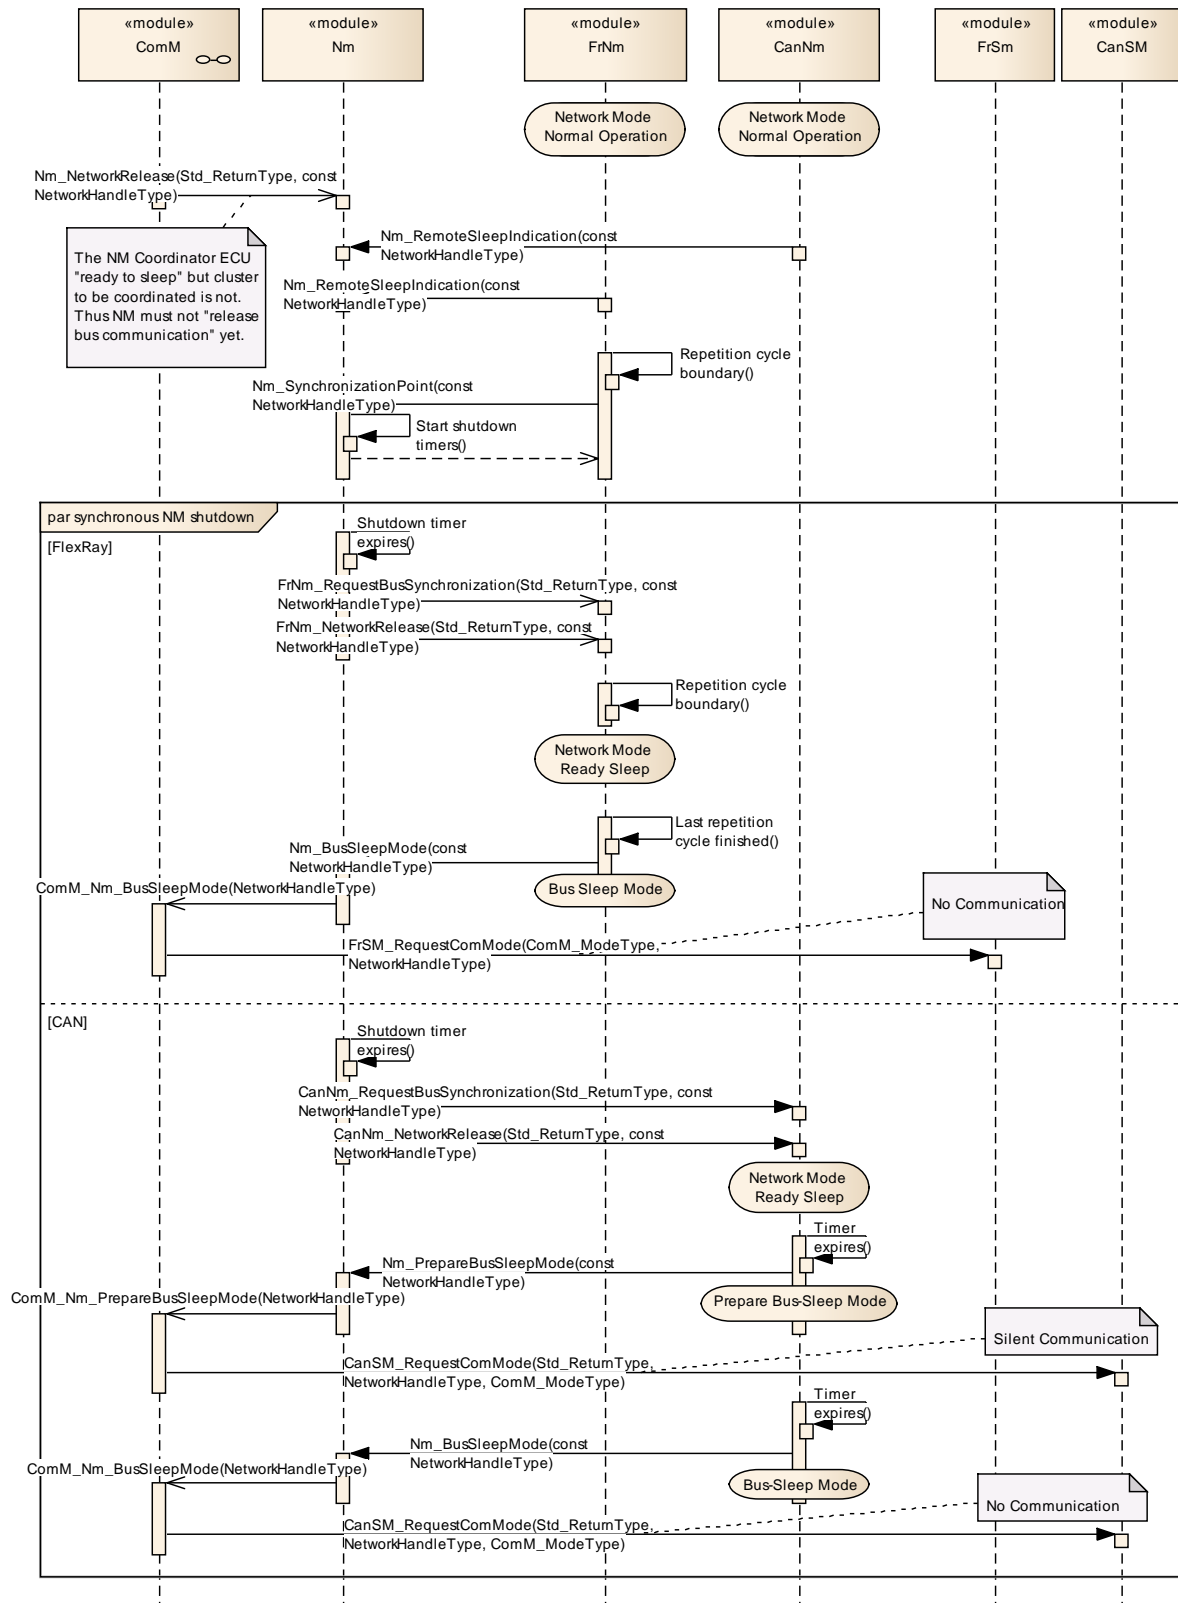 «module»
ComM
«module»
Nm
«module»
FrNm
«module»
CanNm
«module»
FrSm
«module»
CanSM
Network Mode
Normal Operation
Network Mode
Normal Operation
Nm_NetworkRelease(Std_ReturnType, const
NetworkHandleType)
Nm_RemoteSleepIndication(const
NetworkHandleType)
The NM Coordinator ECU
"ready to sleep" but cluster
to be coordinated is not.
Thus NM must not "release
bus communication" yet.
Nm_RemoteSleepIndication(const
NetworkHandleType)
Repetition cycle
boundary()
Nm_SynchronizationPoint(const
NetworkHandleType)
Start shutdown
timers()
par synchronous NM shutdown
[FlexRay]
Shutdown timer
expires()
FrNm_RequestBusSynchronization(Std_ReturnType, const
NetworkHandleType)
FrNm_NetworkRelease(Std_ReturnType, const
NetworkHandleType)
Repetition cycle
boundary()
Network Mode
Ready Sleep
Last repetition
cycle finished()
Nm_BusSleepMode(const
NetworkHandleType)
Bus Sleep Mode
ComM_Nm_BusSleepMode(NetworkHandleType)
No Communication
FrSM_RequestComMode(ComM_ModeType,
NetworkHandleType)
[CAN]
Shutdown timer
expires()
CanNm_RequestBusSynchronization(Std_ReturnType, const
NetworkHandleType)
CanNm_NetworkRelease(Std_ReturnType, const
NetworkHandleType)
Network Mode
Ready Sleep
Timer
expires()
Nm_PrepareBusSleepMode(const
NetworkHandleType)
ComM_Nm_PrepareBusSleepMode(NetworkHandleType)
Prepare Bus-Sleep Mode
Silent Communication
CanSM_RequestComMode(Std_ReturnType,
NetworkHandleType, ComM_ModeType)
Timer
expires()
Nm_BusSleepMode(const
NetworkHandleType)
ComM_Nm_BusSleepMode(NetworkHandleType)
Bus-Sleep Mode
No Communication
CanSM_RequestComMode(Std_ReturnType,
NetworkHandleType, ComM_ModeType)